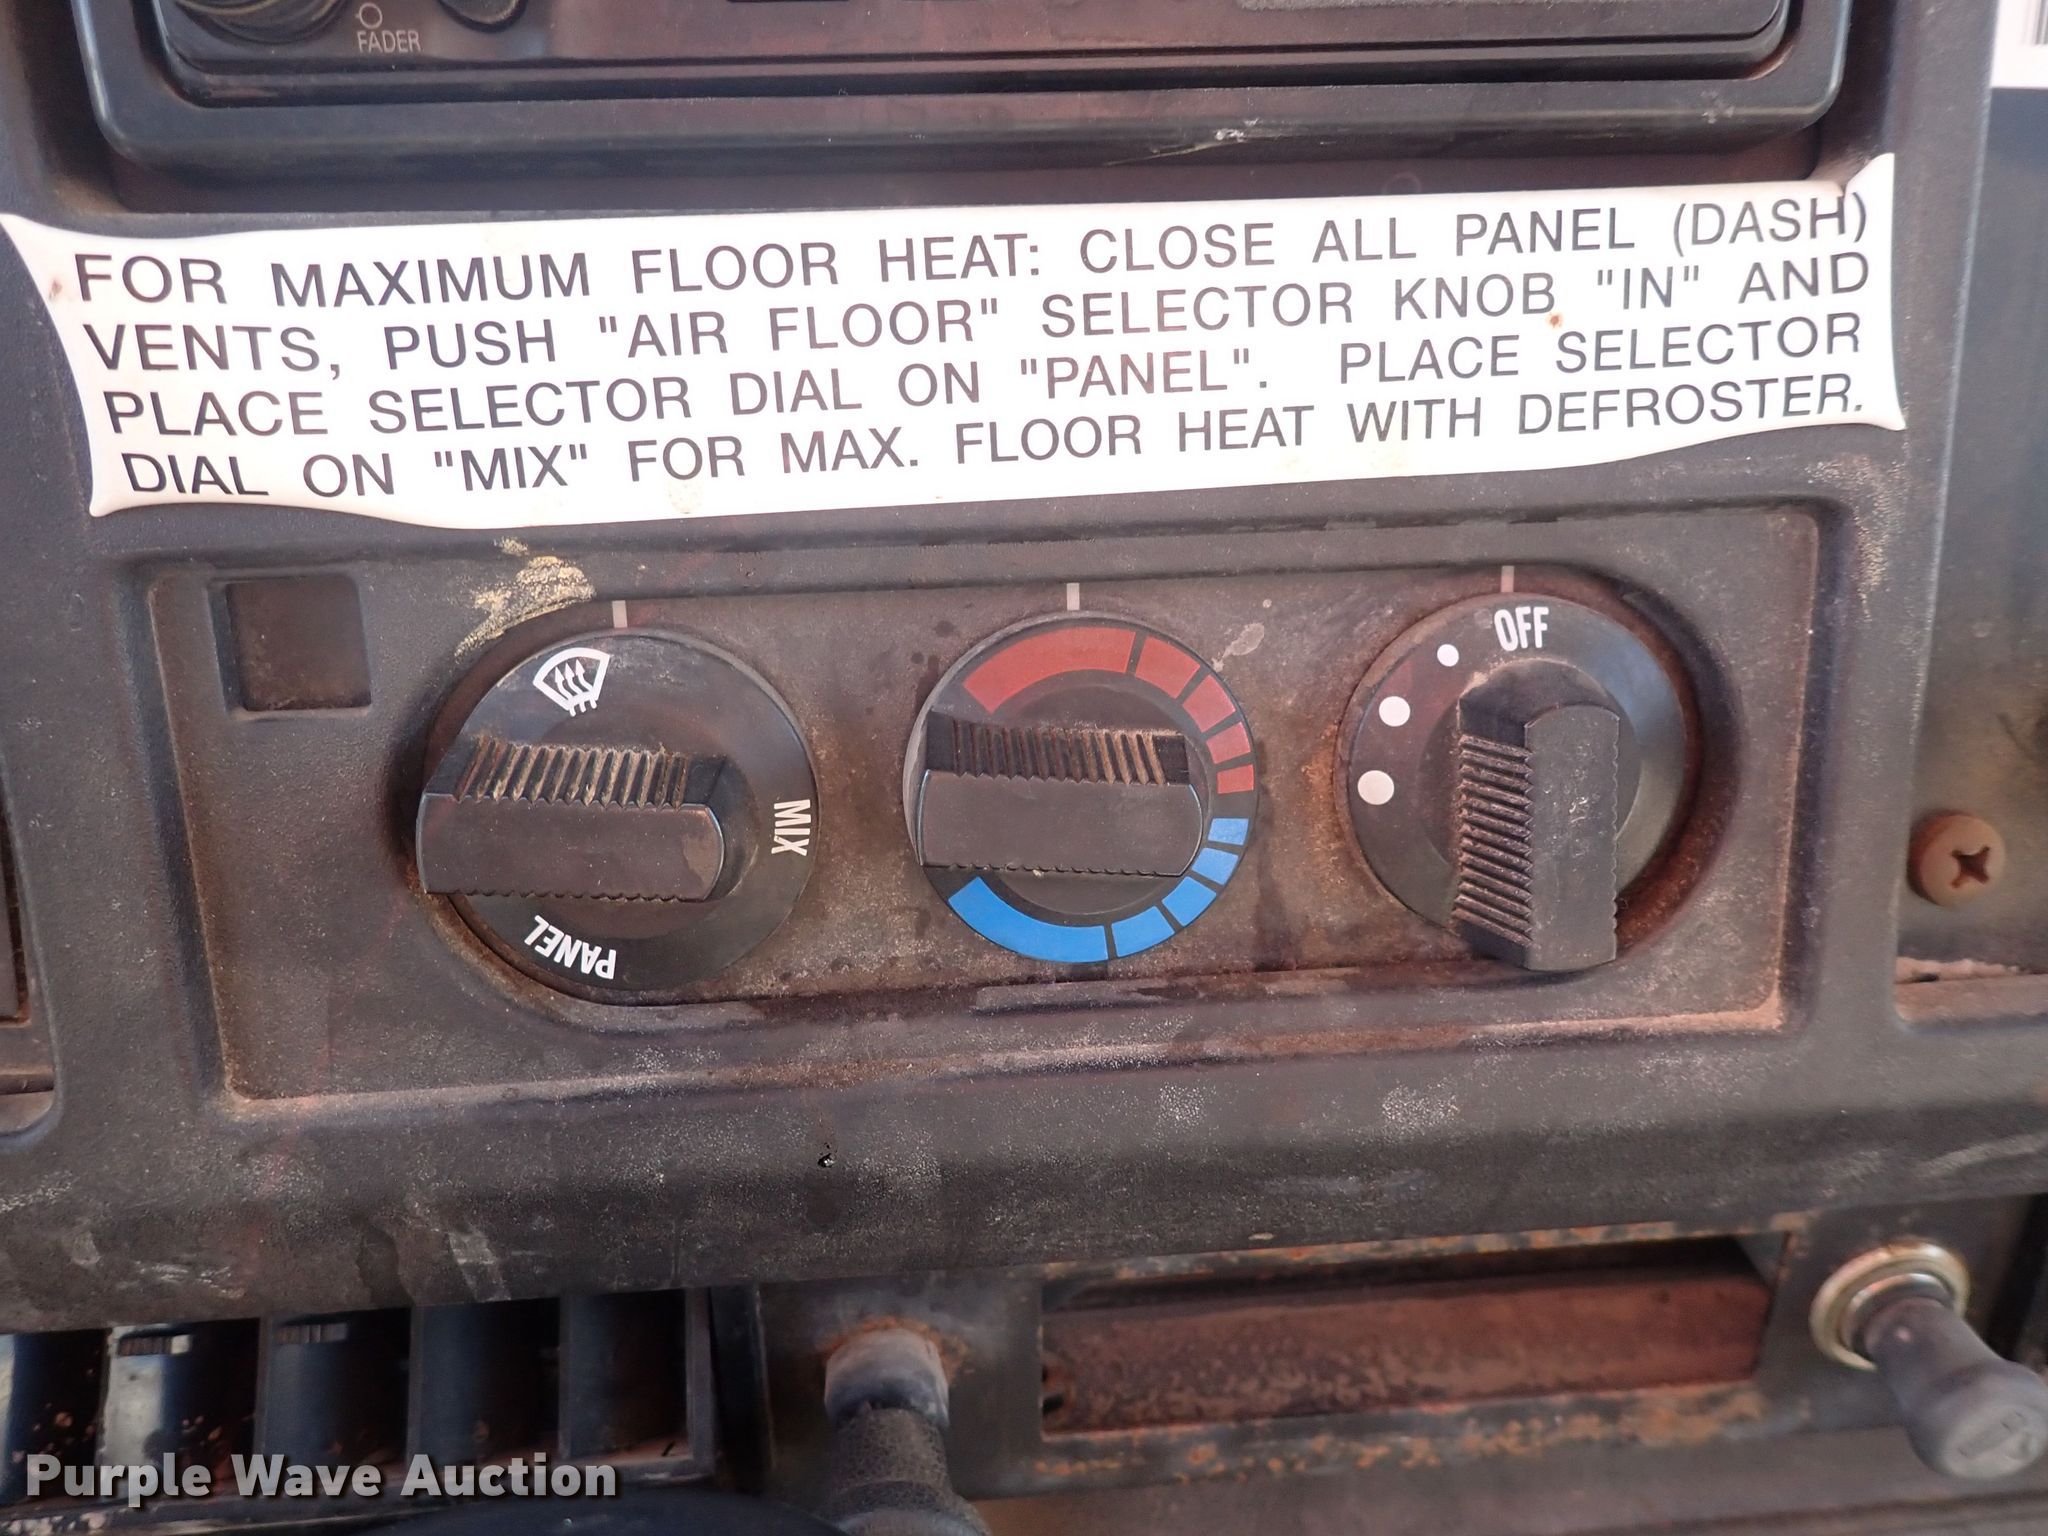 FADER
FOR MAXIMUM FLOOR HEAT: CLOSE ALL PANEL (DASH)
VENTS, PUSH "AIR FLOOR" SELECTOR KNOB "IN" AND
PLACE SELECTOR DIAL ON "PANEL". PLACE SELECTOR
DIAL ON "MIX" FOR MAX. FLOOR HEAT WITH DEFROSTER.
OFF
MIX
PANEL
Purple Wave Auction